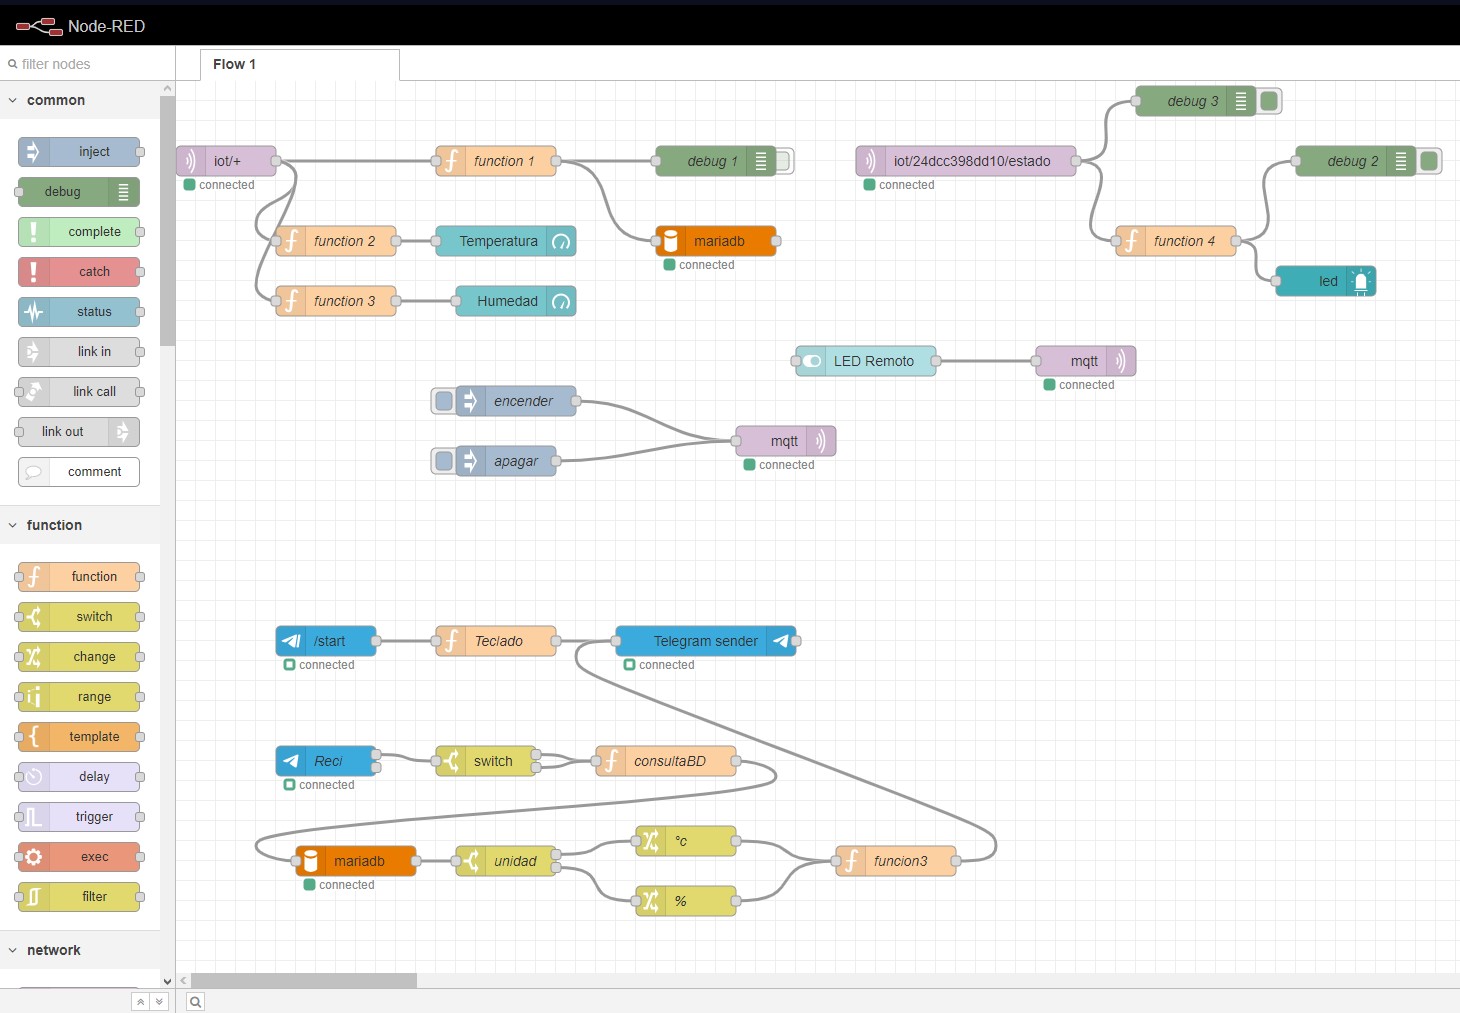 Node-RED
filter nodes
Flow 1
common
inject
debug
complete
catch
status
link in
link call
link out
comment
function
function
switch
change
range
template
delay
trigger
exec
filter
network
debug 3
iot/+
connected
function 1
debug 1
iot/24dcc398dd10/estado
connected
debug 2
function 2
Temperatura
mariadb
connected
function 4
function 3
Humedad
led
LED Remoto
mqtt
connected
encender
apagar
mqtt
connected
/start
connected
Teclado
Telegram sender
connected
Reci
connected
switch
consultaBD
mariadb
connected
unidad
°c
%
funcion3